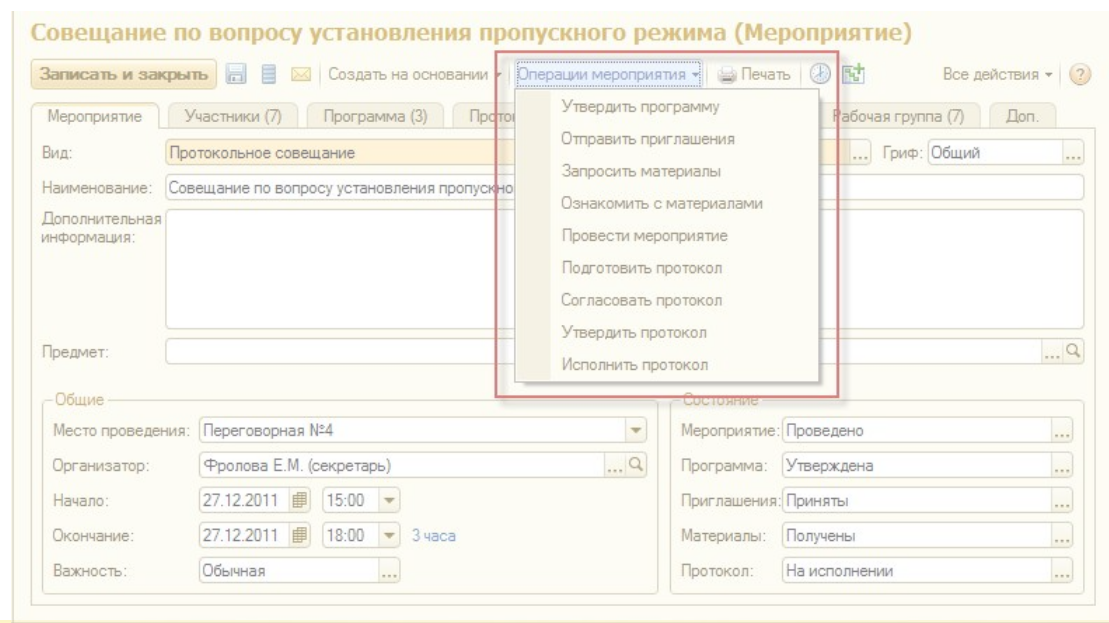 Совещание по вопросу установления пропускного режима (Мероприятие)
Записать и закрыть Создать на основании Операции мероприятия Печать Все действия ?
Мероприятие Участники (7) Программа (3) Рабочая группа (7) Доп.
Утвердить программу
Отправить приглашения
Запросить материалы
Ознакомить с материалами
Провести мероприятие
Подготовить протокол
Согласовать протокол
Утвердить протокол
Исполнить протокол
Вид: Протокольное совещание ... Гриф: Общий ...
Наименование: Совещание по вопросу установления
Дополнительная
информация:
Предмет: ...
Общие
Место проведения: Переговорная №4
Организатор: Фролова Е.М. (секретарь) ...
Начало: 27.12.2011 15:00
Окончание: 27.12.2011 18:00 3 часа
Важность: Обычная ...
Состояние
Мероприятие: Проведено ...
Программа: Утверждена ...
Приглашения: Приняты ...
Материалы: Получены ...
Протокол: На исполнении ...